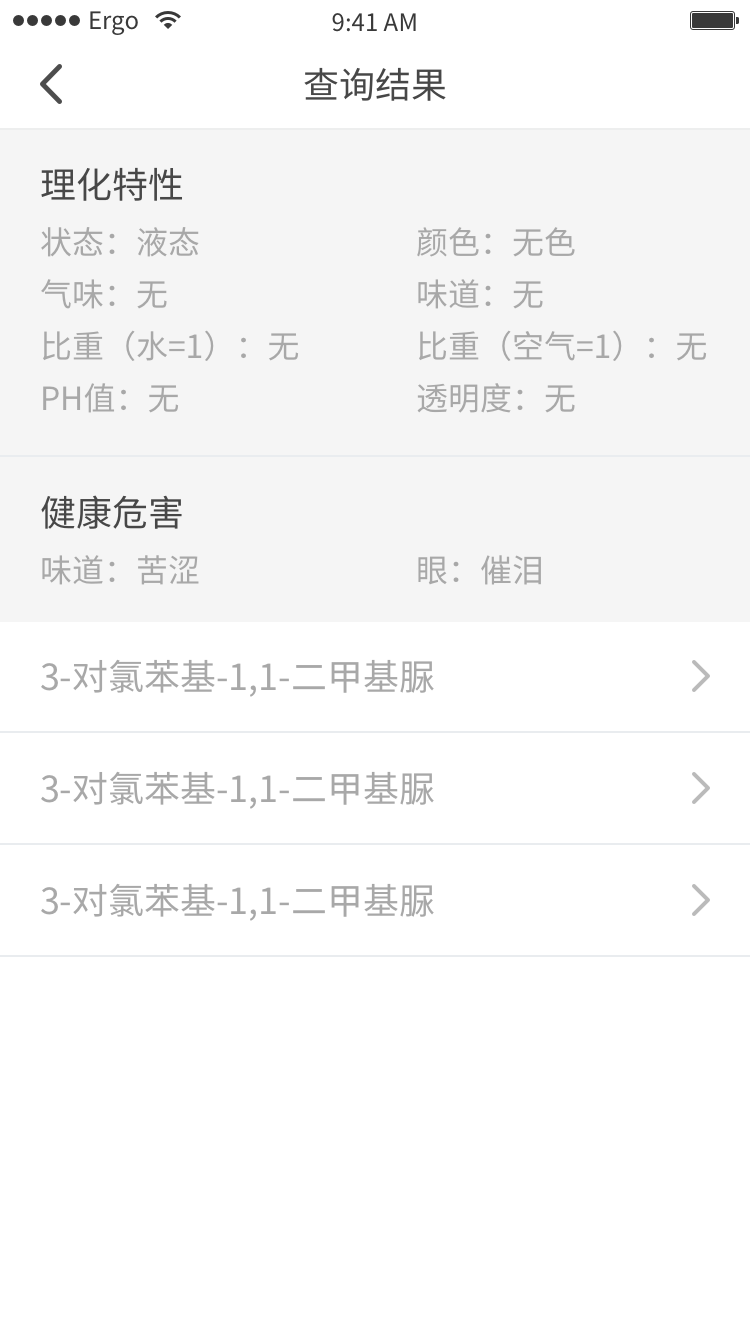 Ergo 9:41 AM
查询结果
理化特性
状态：液态 颜色：无色
气味：无 味道：无
比重（水=1）：无 比重（空气=1）：无
PH值：无 透明度：无
健康危害
味道：苦涩 眼：催泪
3-对氯苯基-1,1-二甲基脲
3-对氯苯基-1,1-二甲基脲
3-对氯苯基-1,1-二甲基脲